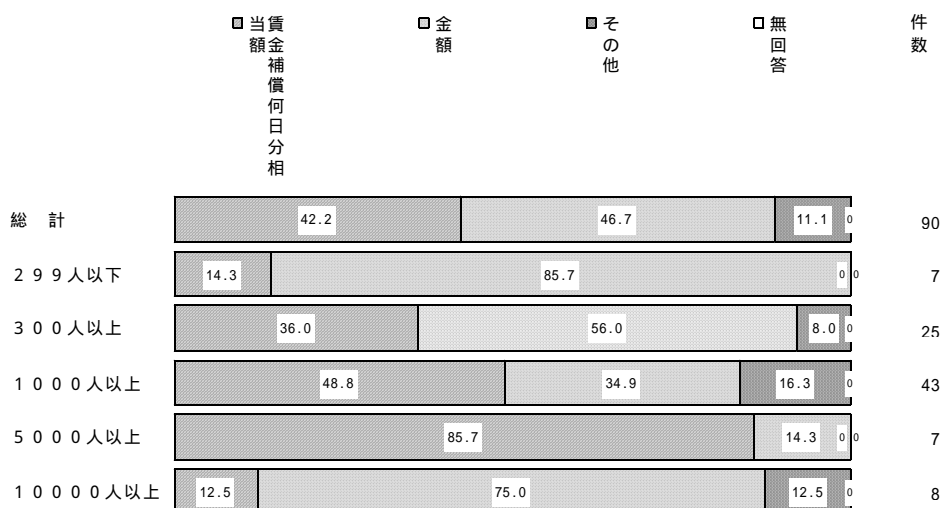 賃金補償何日分相当額
金額
その他
無回答
件数
総 計 42.2 46.7 11.1 0 90
299人以下 14.3 85.7 0 0 7
300人以上 36.0 56.0 8.0 0 25
1000人以上 48.8 34.9 16.3 0 43
5000人以上 85.7 14.3 0 0 7
10000人以上 12.5 75.0 12.5 0 8